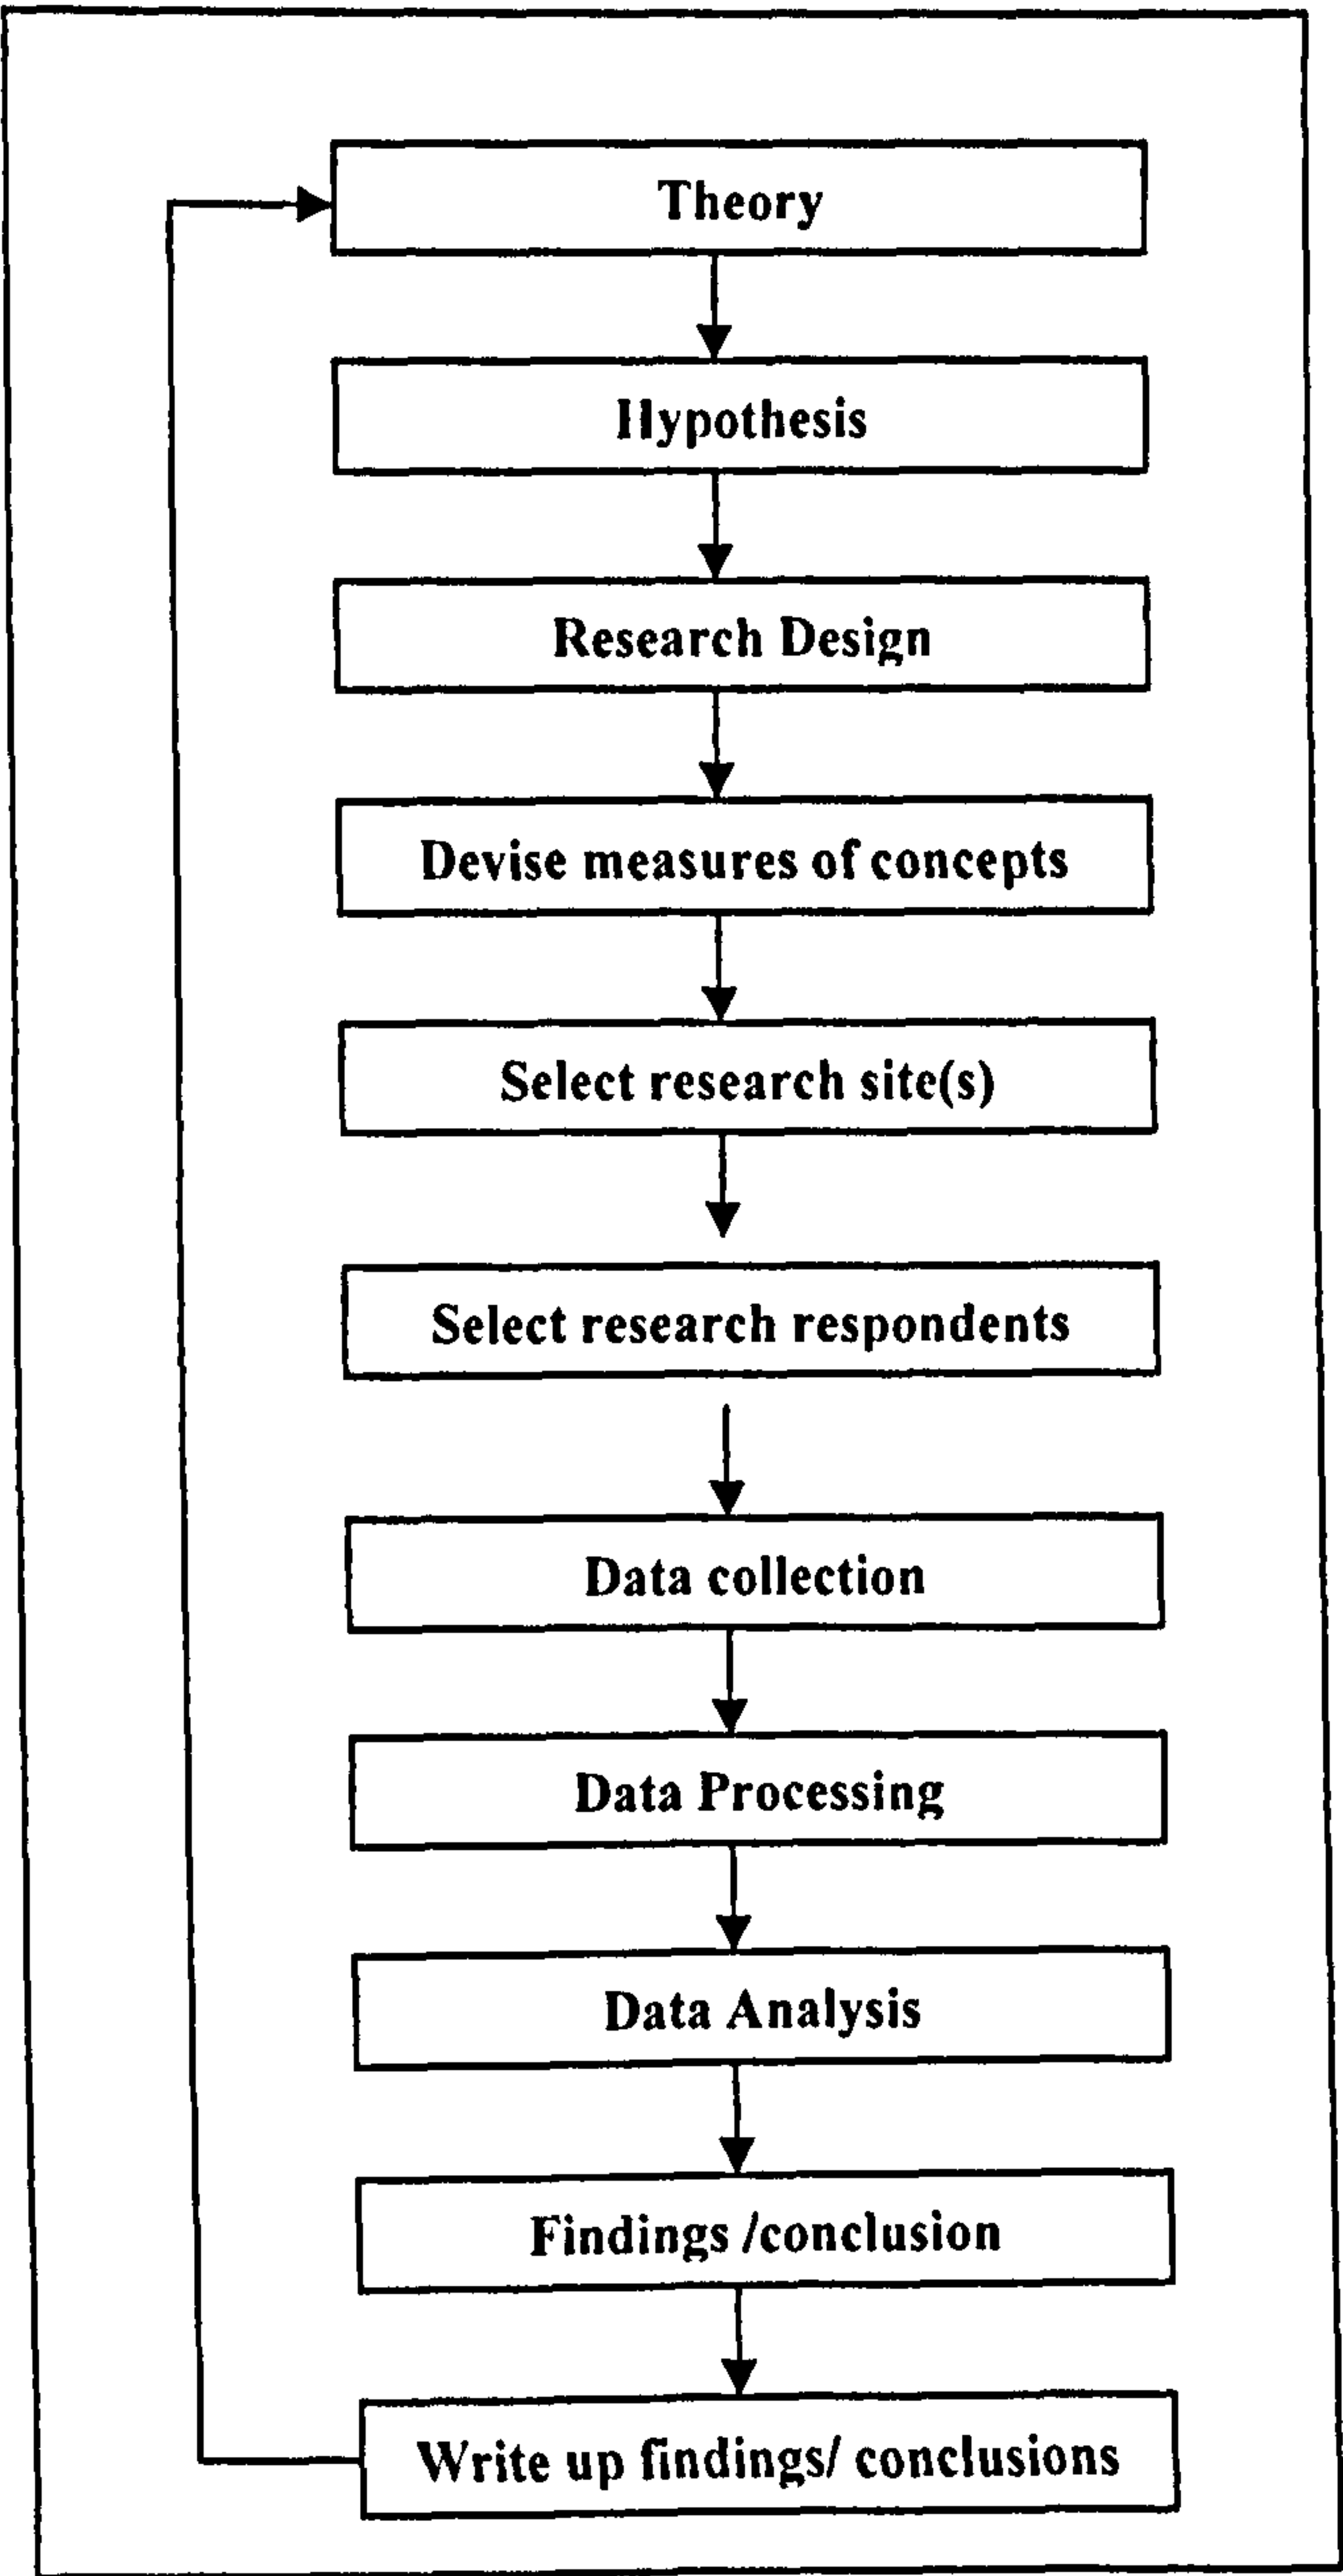 Theory
Hypothesis
Research Design
Devise measures of concepts
Select research site(s)
Select research respondents
Data collection
Data Processing
Data Analysis
Findings /conclusion
Write up findings/ conclusions